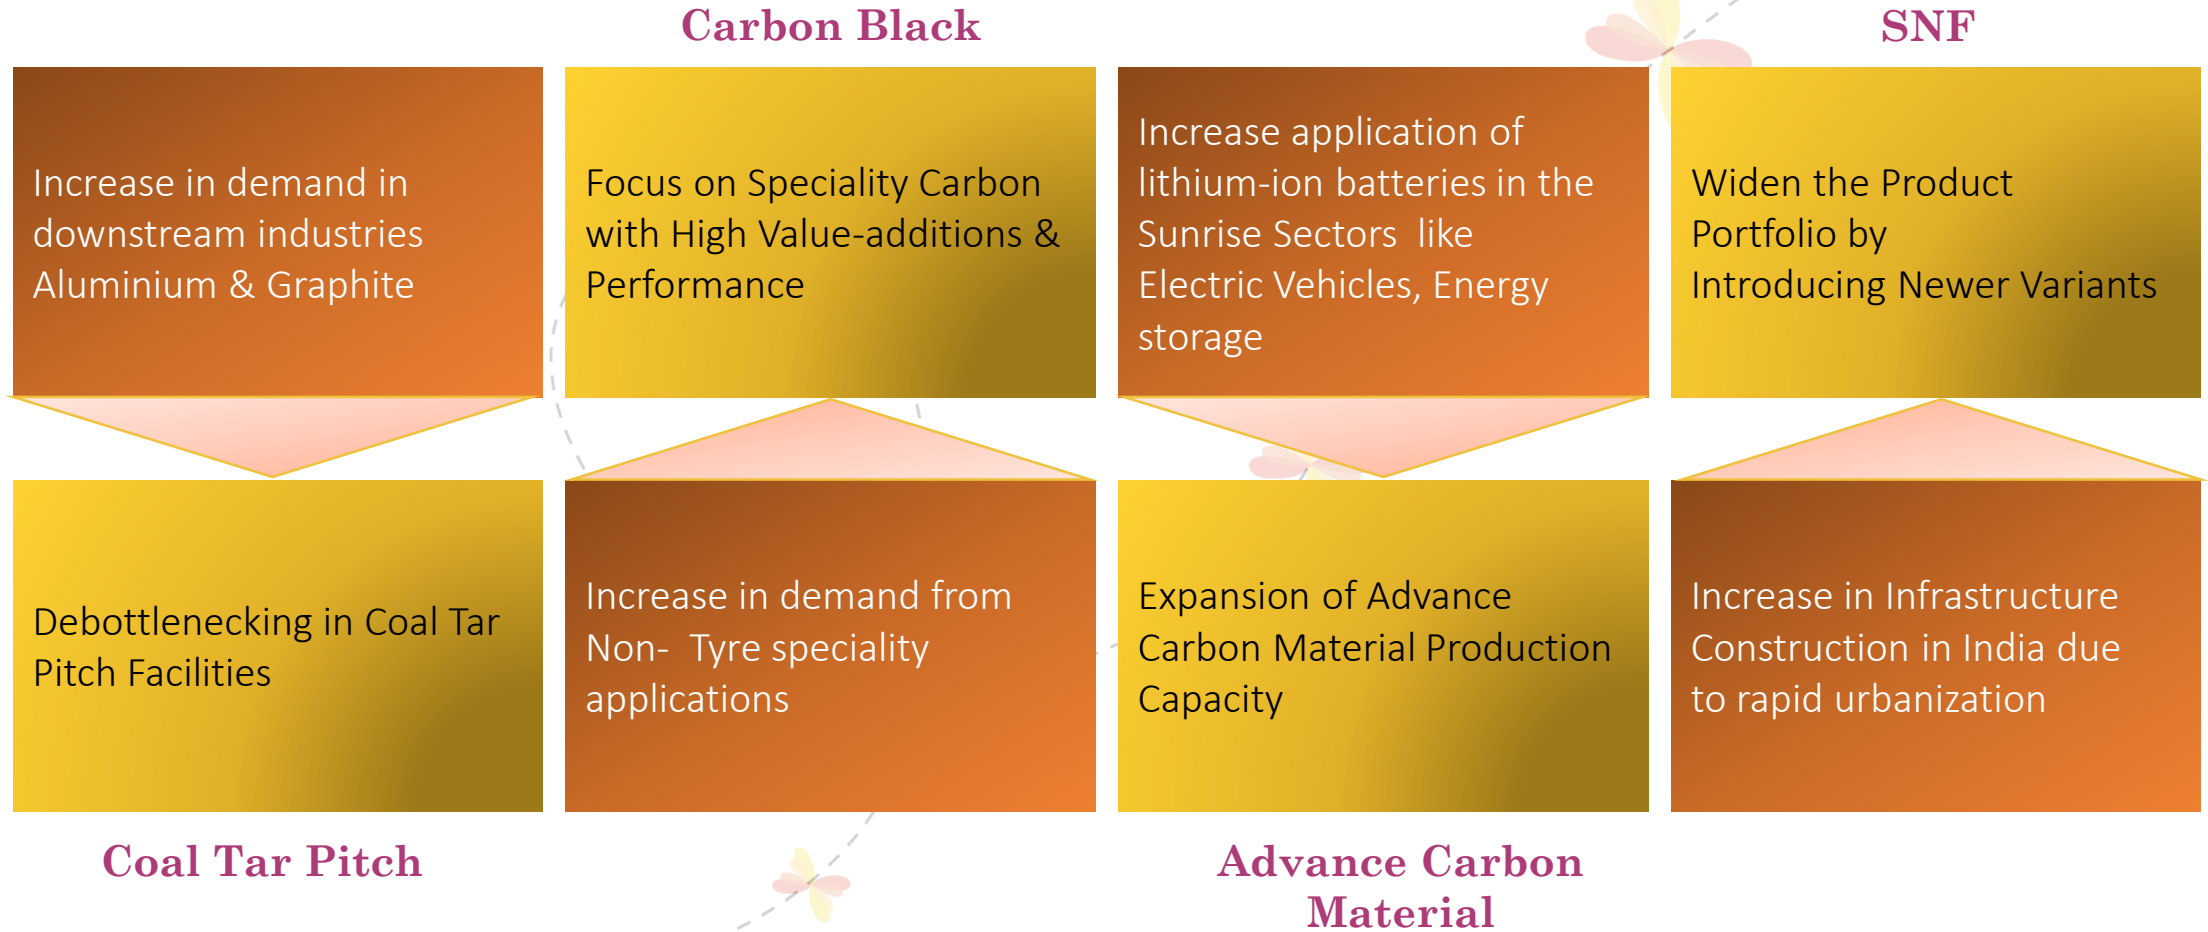 Carbon Black
SNF
Increase in demand in
downstream industries
Aluminium & Graphite
Focus on Speciality Carbon
with High Value-additions &
Performance
Increase application of
lithium-ion batteries in the
Sunrise Sectors  like
Electric Vehicles, Energy
storage
Widen the Product
Portfolio by
Introducing Newer Variants
Debottlenecking in Coal Tar
Pitch Facilities
Increase in demand from
Non-  Tyre speciality
applications
Expansion of Advance
Carbon Material Production
Capacity
Increase in Infrastructure
Construction in India due
to rapid urbanization
Coal Tar Pitch
Advance Carbon
Material